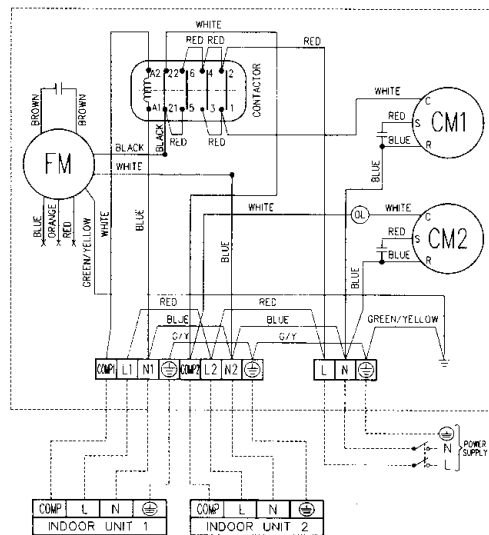 WHITE
RED RED
RED
A2 22 6 4 2
A1 21 5 3 1
CONTACTOR
RED RED
BLACK
BROWN
BROWN
FM
BLACK
WHITE
BLUE
ORANGE
RED
GREEN/YELLOW
WHITE
BLUE
WHITE
BLUE
WHITE
C
RED
S
BLUE
R
CM1
BLUE
OL
WHITE
C
RED
S
BLUE
R
CM2
BLUE
RED
RED
BLUE
BLUE
GREEN/YELLOW
G/Y
G/Y
COMP1 L1 N1 COMP2 L2 N2
L N
N
L
POWER SUPPLY
COMP L N
INDOOR UNIT 1
COMP L N
INDOOR UNIT 2